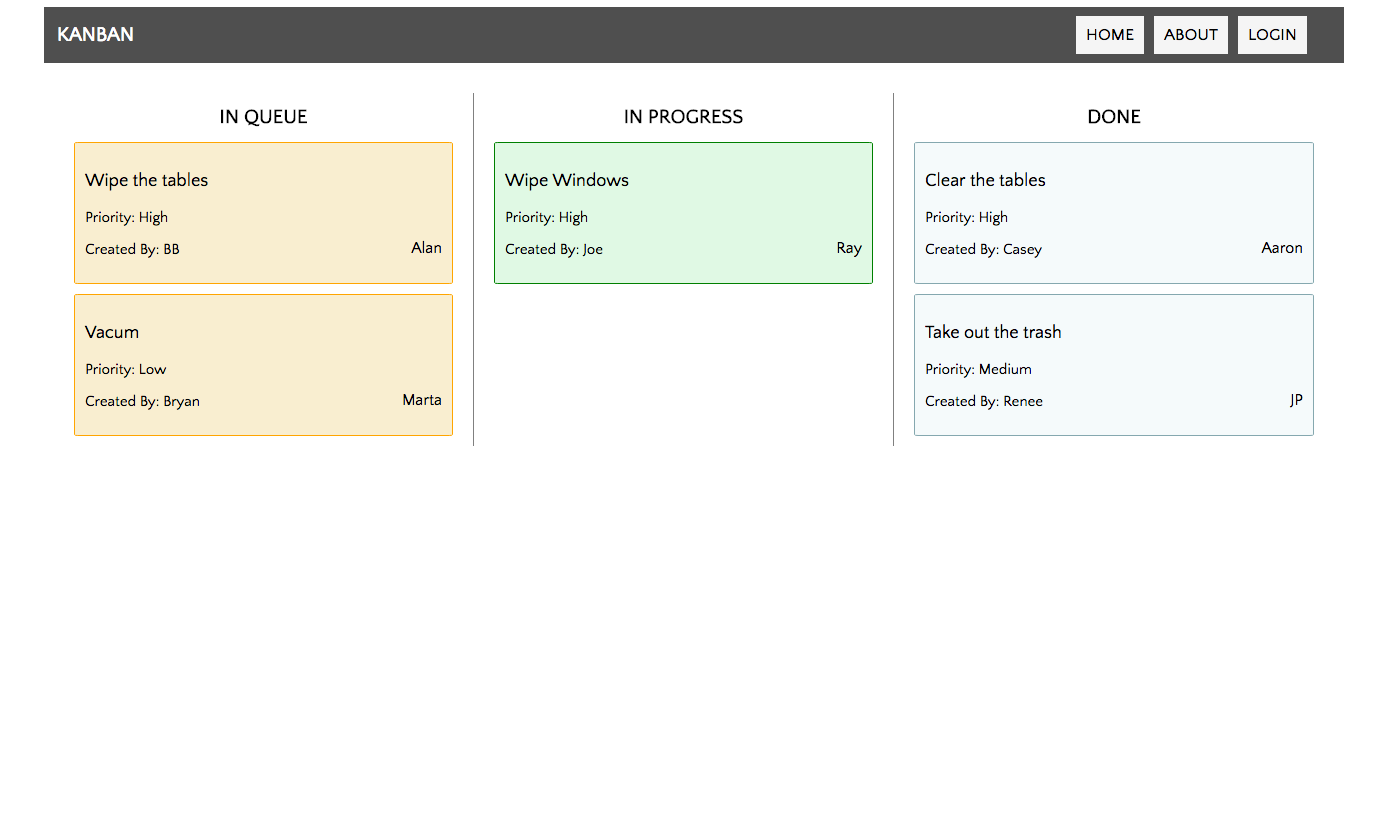 KANBAN
HOME ABOUT LOGIN
IN QUEUE
Wipe the tables
Priority: High
Created By: BB
Alan
Vacum
Priority: Low
Created By: Bryan
Marta
IN PROGRESS
Wipe Windows
Priority: High
Created By: Joe
Ray
DONE
Clear the tables
Priority: High
Created By: Casey
Aaron
Take out the trash
Priority: Medium
Created By: Renee
JP